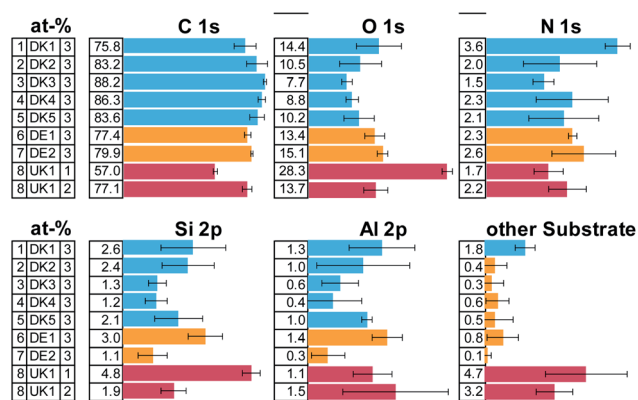 at-% C 1s O 1s N 1s
1 DK1 3 75.8 14.4 3.6
2 DK2 3 83.2 10.5 2.0
3 DK3 3 88.2 7.7 1.5
4 DK4 3 86.3 8.8 2.3
5 DK5 3 83.6 10.2 2.1
6 DE1 3 77.4 13.4 2.3
7 DE2 3 79.9 15.1 2.6
8 UK1 1 57.0 28.3 1.7
8 UK1 2 77.1 13.7 2.2
at-% Si 2p Al 2p other Substrate
1 DK1 3 2.6 1.3 1.8
2 DK2 3 2.4 1.0 0.4
3 DK3 3 1.3 0.6 0.3
4 DK4 3 1.2 0.4 0.6
5 DK5 3 2.1 1.0 0.5
6 DE1 3 3.0 1.4 0.8
7 DE2 3 1.1 0.3 0.1
8 UK1 1 4.8 1.1 4.7
8 UK1 2 1.9 1.5 3.2